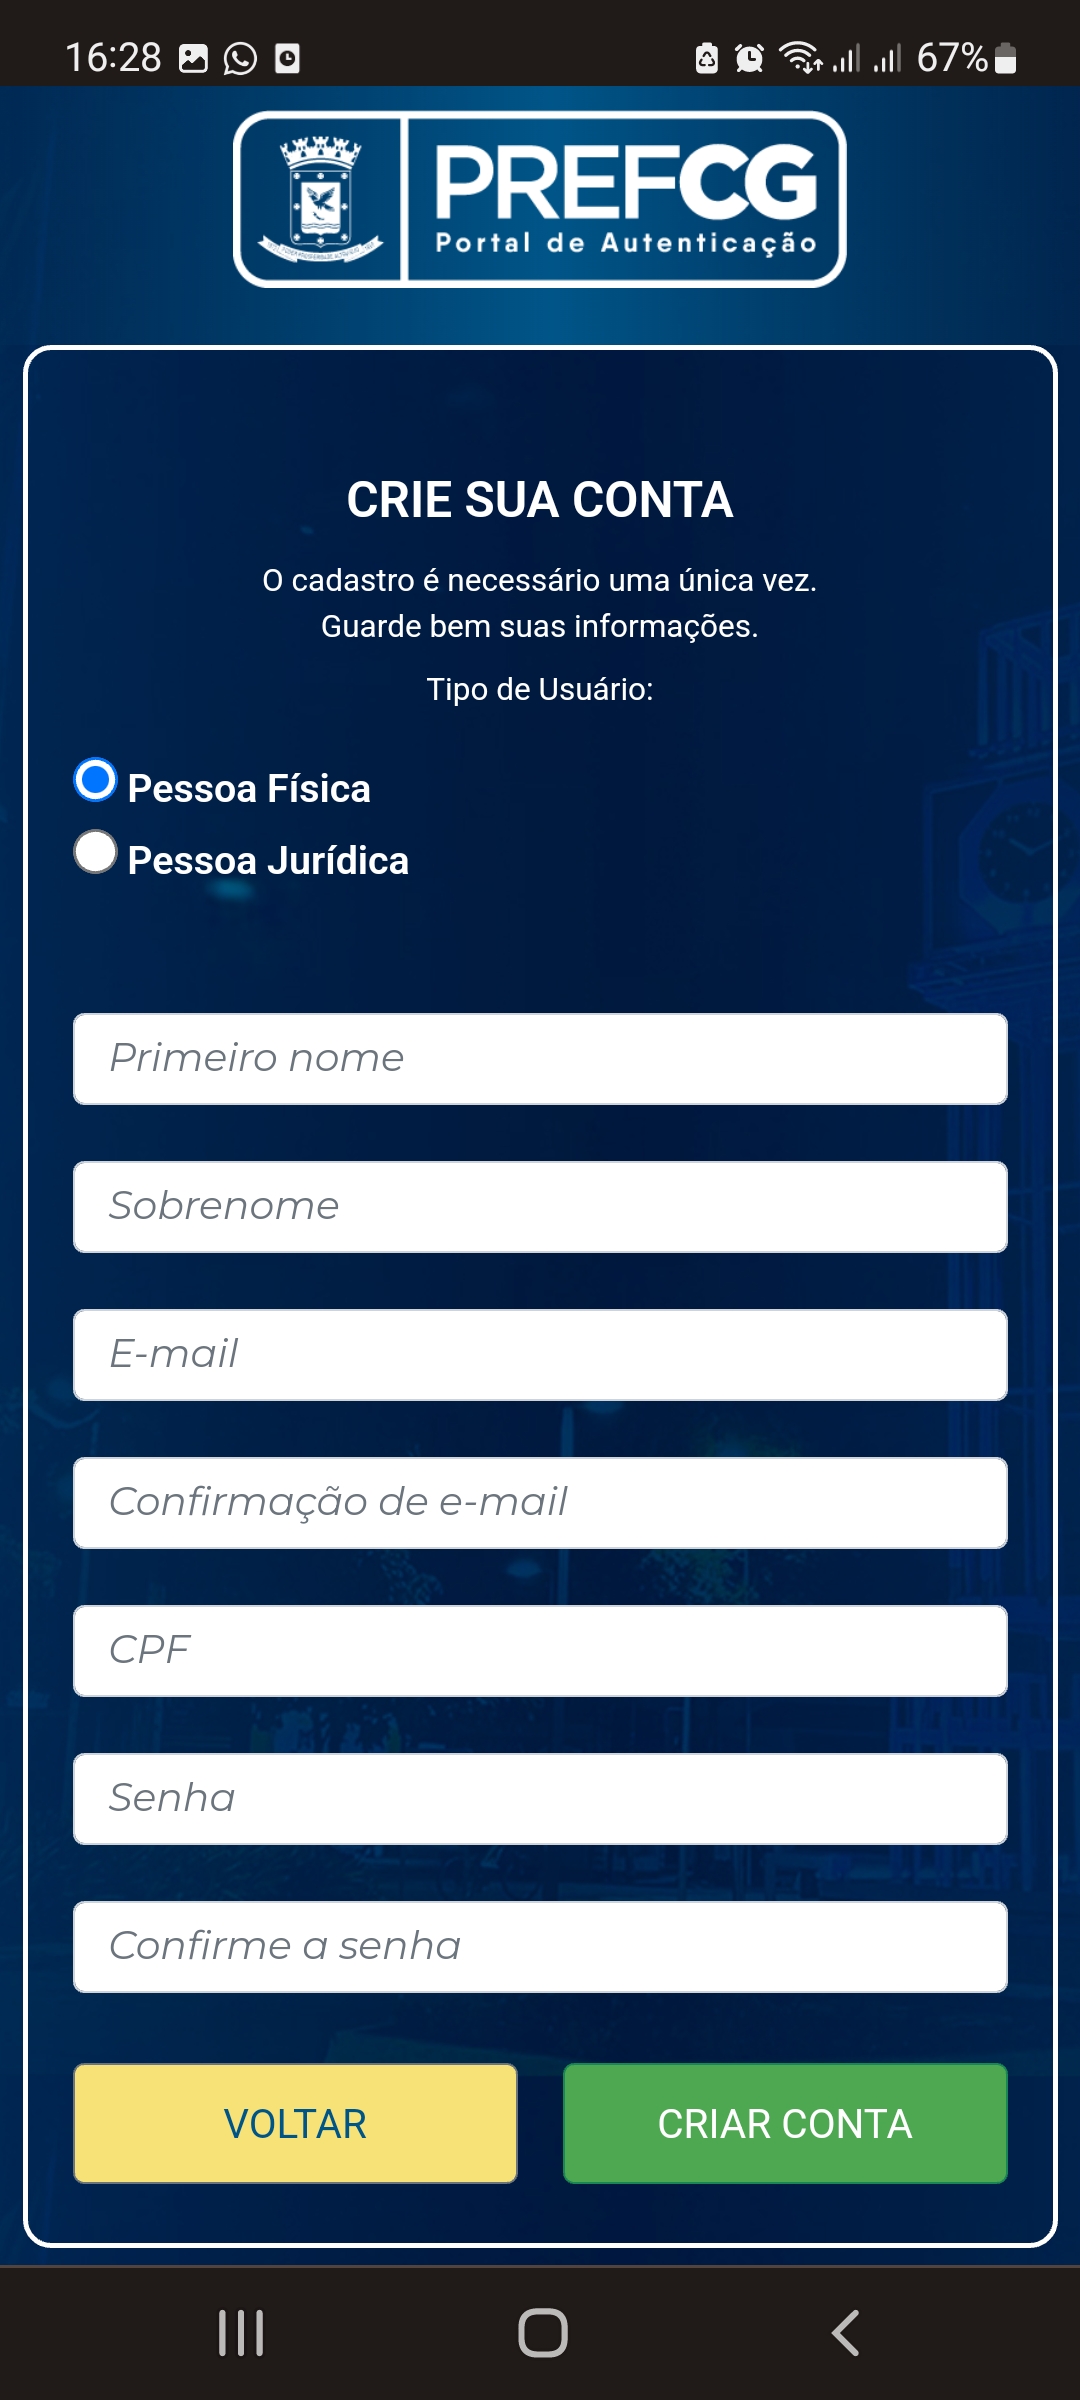 16:28
67%
PREFCG
Portal de Autenticação
CRIE SUA CONTA
O cadastro é necessário uma única vez.
Guarde bem suas informações.
Tipo de Usuário:
Pessoa Física
Pessoa Jurídica
Primeiro nome
Sobrenome
E-mail
Confirmação de e-mail
CPF
Senha
Confirme a senha
VOLTAR
CRIAR CONTA